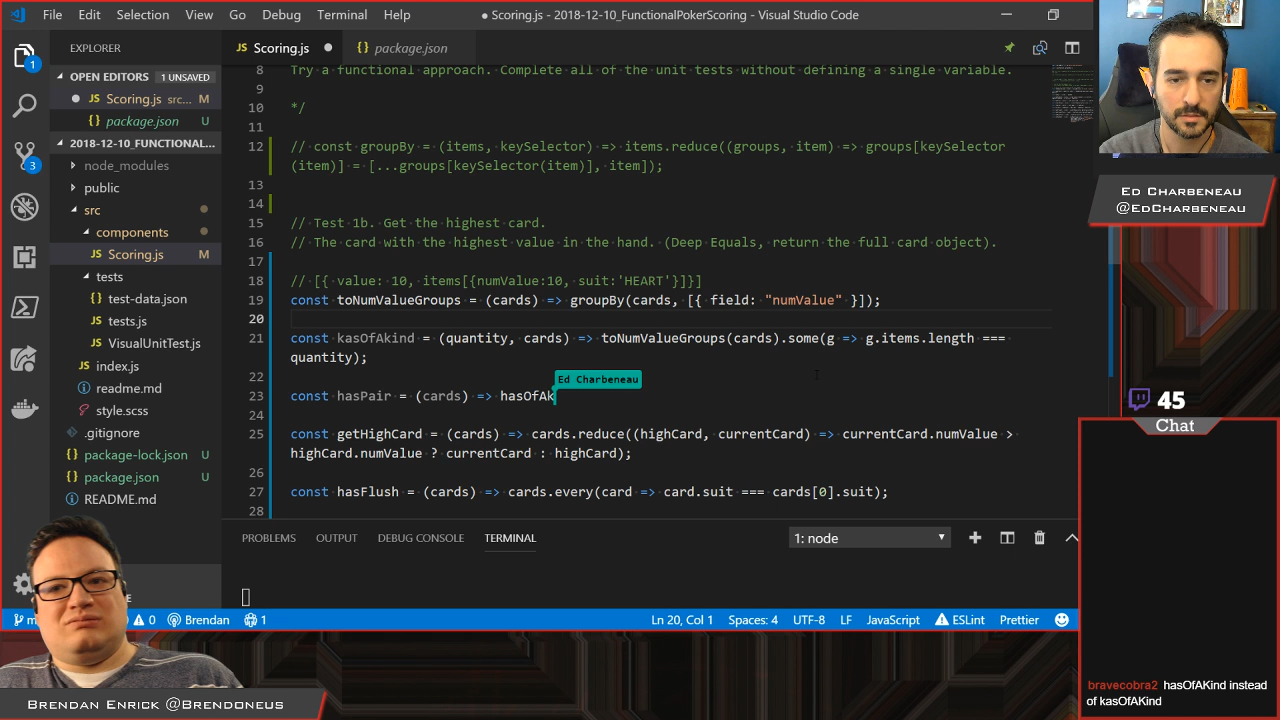 File Edit Selection View Go Debug Terminal Help
● Scoring.js - 2018-12-10_FunctionalPokerScoring - Visual Studio Code
EXPLORER
OPEN EDITORS 1 UNSAVED
JS Scoring.js src... M
{} package.json U
2018-12-10_FUNCTIONAL...
node_modules
public
src
components
JS Scoring.js M
tests
{} test-data.json
JS tests.js
JS VisualUnitTest.js
JS index.js
readme.md
style.scss
.gitignore
{} package-lock.json U
{} package.json U
README.md
1
3
JS Scoring.js ●
{} package.json
8 Try a functional approach. Complete all of the unit tests without defining a single variable.
9
10 */
11
12 // const groupBy = (items, keySelector) => items.reduce((groups, item) => groups[keySelector
(item)] = [...groups[keySelector(item)], item]);
13
14
15 // Test 1b. Get the highest card.
16 // The card with the highest value in the hand. (Deep Equals, return the full card object).
17
18 // [{ value: 10, items[{numValue:10, suit:'HEART'}]}]
19 const toNumValueGroups = (cards) => groupBy(cards, [{ field: "numValue" }]);
20
21 const kasOfAkind = (quantity, cards) => toNumValueGroups(cards).some(g => g.items.length ===
quantity);
22
Ed Charbeneau
23 const hasPair = (cards) => hasOfAk
24
25 const getHighCard = (cards) => cards.reduce((highCard, currentCard) => currentCard.numValue >
highCard.numValue ? currentCard : highCard);
26
27 const hasFlush = (cards) => cards.every(card => card.suit === cards[0].suit);
28
PROBLEMS OUTPUT DEBUG CONSOLE TERMINAL
1: node
0 Brendan 1
Ln 20, Col 1 Spaces: 4 UTF-8 LF JavaScript ESLint Prettier
Ed Charbeneau
@EdCharbeneau
45
Chat
bravecobra2 hasOfAKind instead
of kasOfAKind
Brendan Enrick @Brendoneus